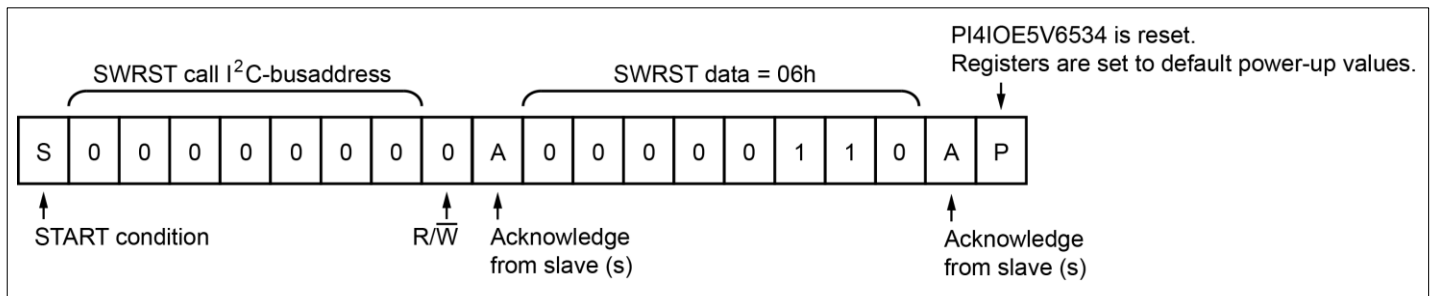 PI4IOE5V6534 is reset.
Registers are set to default power-up values.
SWRST call I²C-busaddress
SWRST data = 06h
S 0 0 0 0 0 0 0 0 A 0 0 0 0 0 1 1 0 A P
START condition
R/W̅
Acknowledge
from slave (s)
Acknowledge
from slave (s)